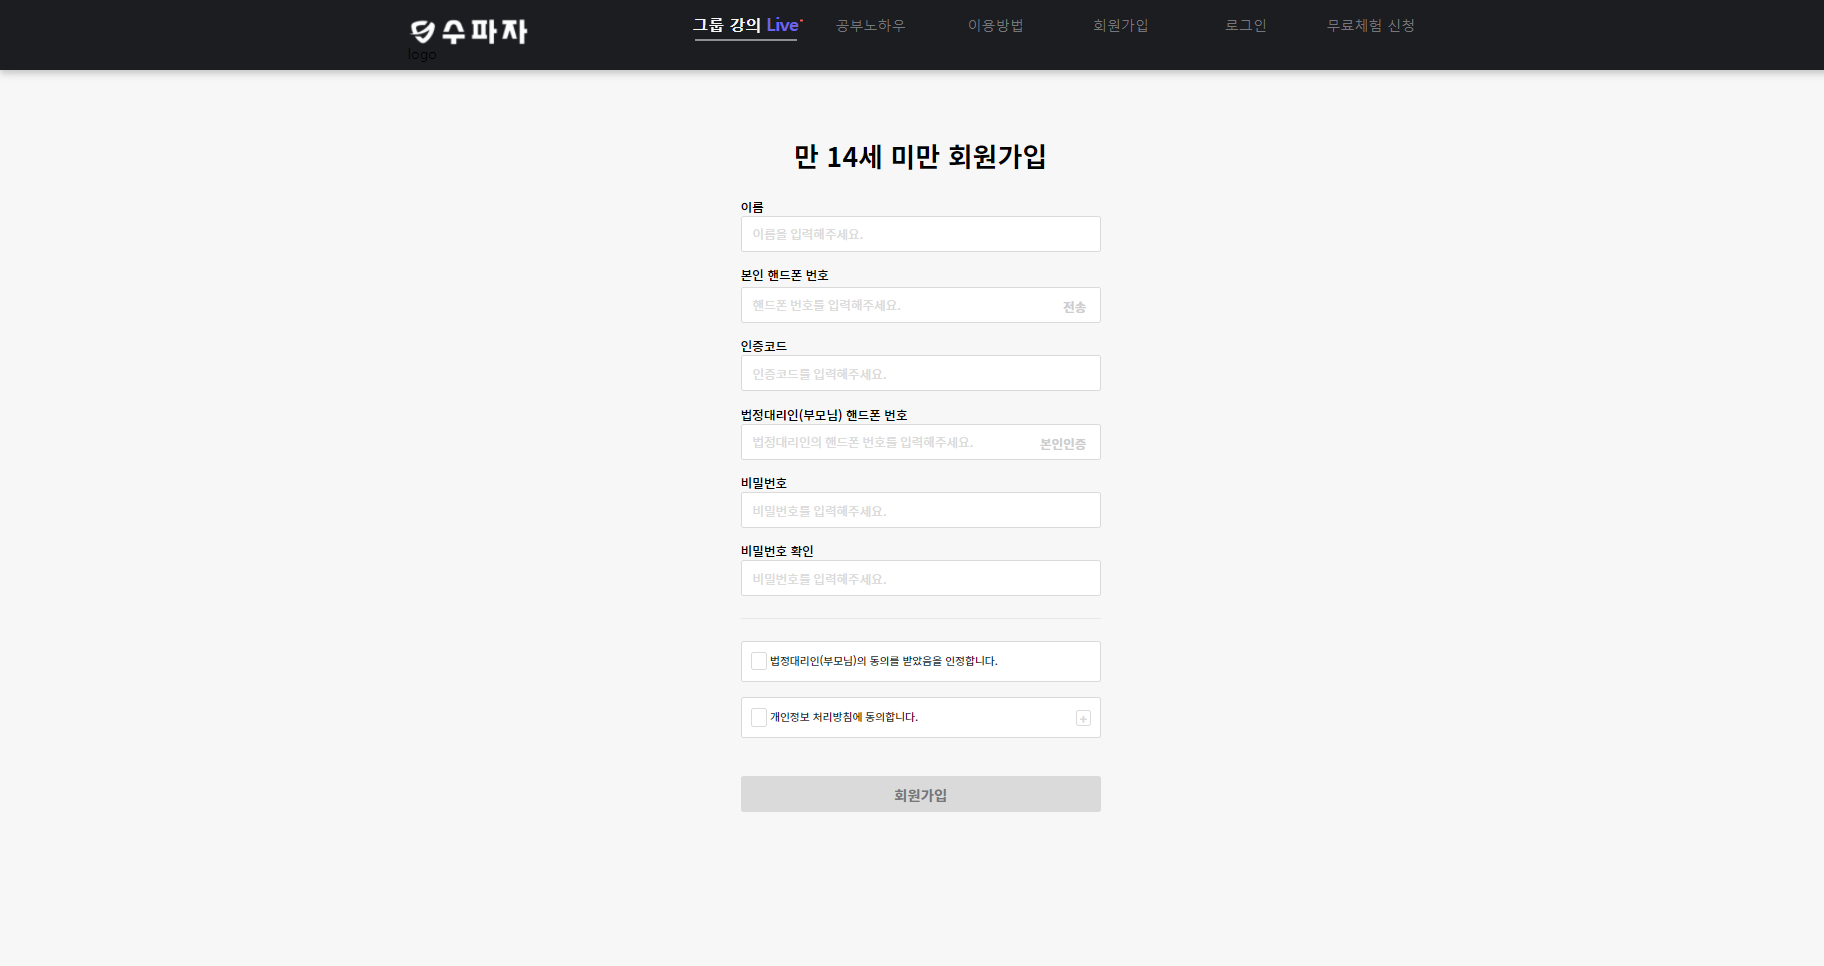 수파자
logo
그룹 강의 Live
공부노하우
이용방법
회원가입
로그인
무료체험 신청
만 14세 미만 회원가입
이름
이름을 입력해주세요.
본인 핸드폰 번호
핸드폰 번호를 입력해주세요. 전송
인증코드
인증코드를 입력해주세요.
법정대리인(부모님) 핸드폰 번호
법정대리인의 핸드폰 번호를 입력해주세요. 본인인증
비밀번호
비밀번호를 입력해주세요.
비밀번호 확인
비밀번호를 입력해주세요.
법정대리인(부모님)의 동의를 받았음을 인정합니다.
개인정보 처리방침에 동의합니다. +
회원가입